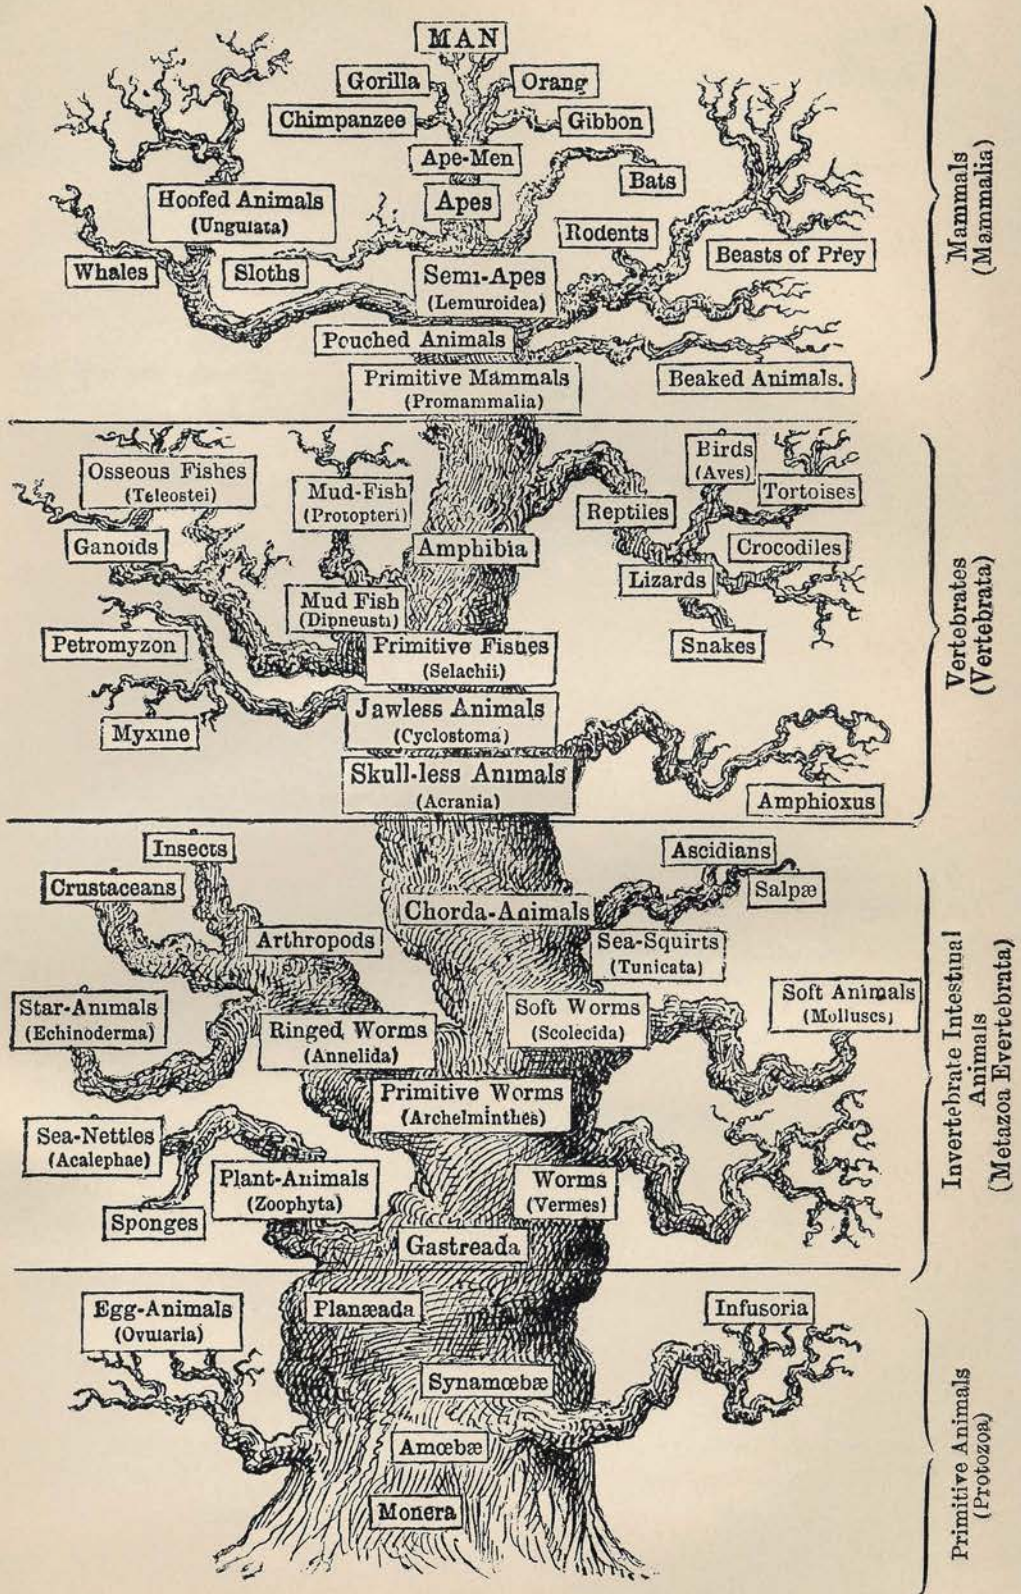 MAN
Gorilla
Orang
Chimpanzee
Gibbon
Ape-Men
Bats
Hoofed Animals
(Ungulata)
Apes
Rodents
Beasts of Prey
Whales
Sloths
Semi-Apes
(Lemuroidea)
Pouched Animals
Primitive Mammals
(Promammalia)
Beaked Animals.
Mammals
(Mammalia)
Osseous Fishes
(Teleostei)
Mud-Fish
(Protopteri)
Birds
(Aves)
Tortoises
Reptiles
Ganoids
Amphibia
Crocodiles
Lizards
Mud Fish
(Dipneusti)
Petromyzon
Primitive Fishes
(Selachii)
Snakes
Jawless Animals
(Cyclostoma)
Myxine
Skull-less Animals
(Acrania)
Amphioxus
Vertebrates
(Vertebrata)
Insects
Ascidians
Crustaceans
Salpæ
Chorda-Animals
Arthropods
Sea-Squirts
(Tunicata)
Star-Animals
(Echinoderma)
Ringed Worms
(Annelida)
Soft Worms
(Scolecida)
Soft Animals
(Molluscs)
Primitive Worms
(Archelminthes)
Sea-Nettles
(Acalephae)
Plant-Animals
(Zoophyta)
Worms
(Vermes)
Sponges
Gastreada
Invertebrate Intestinal
Animals
(Metazoa Evertebrata)
Egg-Animals
(Ovularia)
Planæada
Infusoria
Synamœbæ
Amœbæ
Monera
Primitive Animals
(Protozoa)